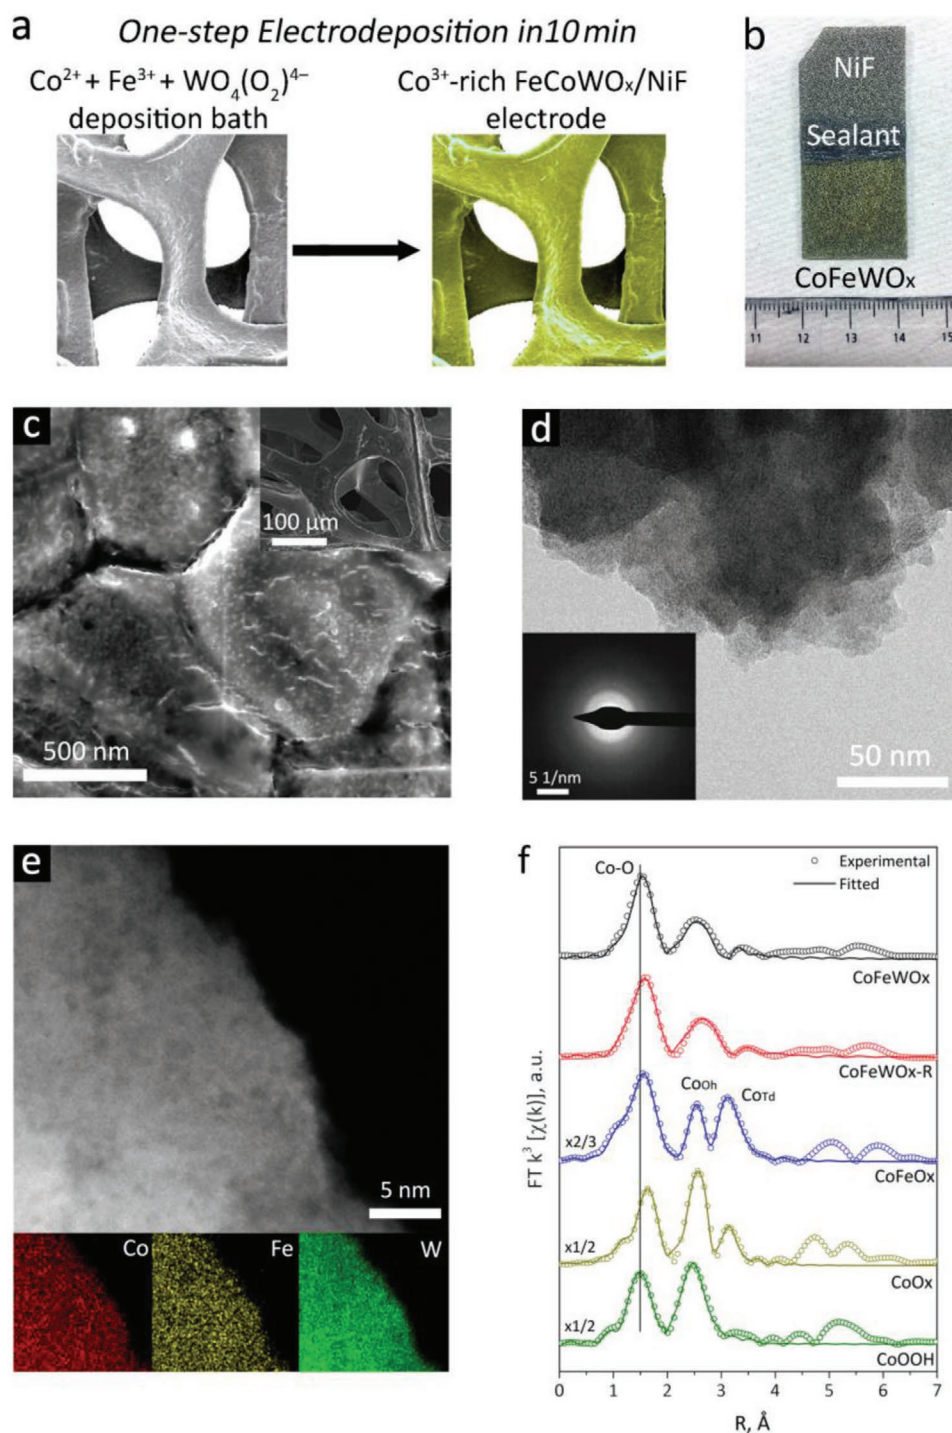 a
One-step Electrodeposition in10 min
Co²⁺ + Fe³⁺ + WO₄(O₂)⁴⁻
deposition bath
Co³⁺-rich FeCoWOx/NiF
electrode
b
NiF
Sealant
CoFeWOx
11 12 13 14 15
c
100 µm
500 nm
d
5 1/nm
50 nm
e
5 nm
Co
Fe
W
f
Co-O
Experimental
Fitted
CoFeWOx
CoFeWOx-R
CoOh
CoTd
x2/3
CoFeOx
x1/2
CoOx
x1/2
CoOOH
FT k³ [χ(k)], a.u.
0 1 2 3 4 5 6 7
R, Å